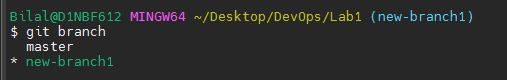 Bilal@D1NBF612 MINGW64 ~/Desktop/DevOps/Lab1 (new-branch1)
$ git branch
  master
* new-branch1